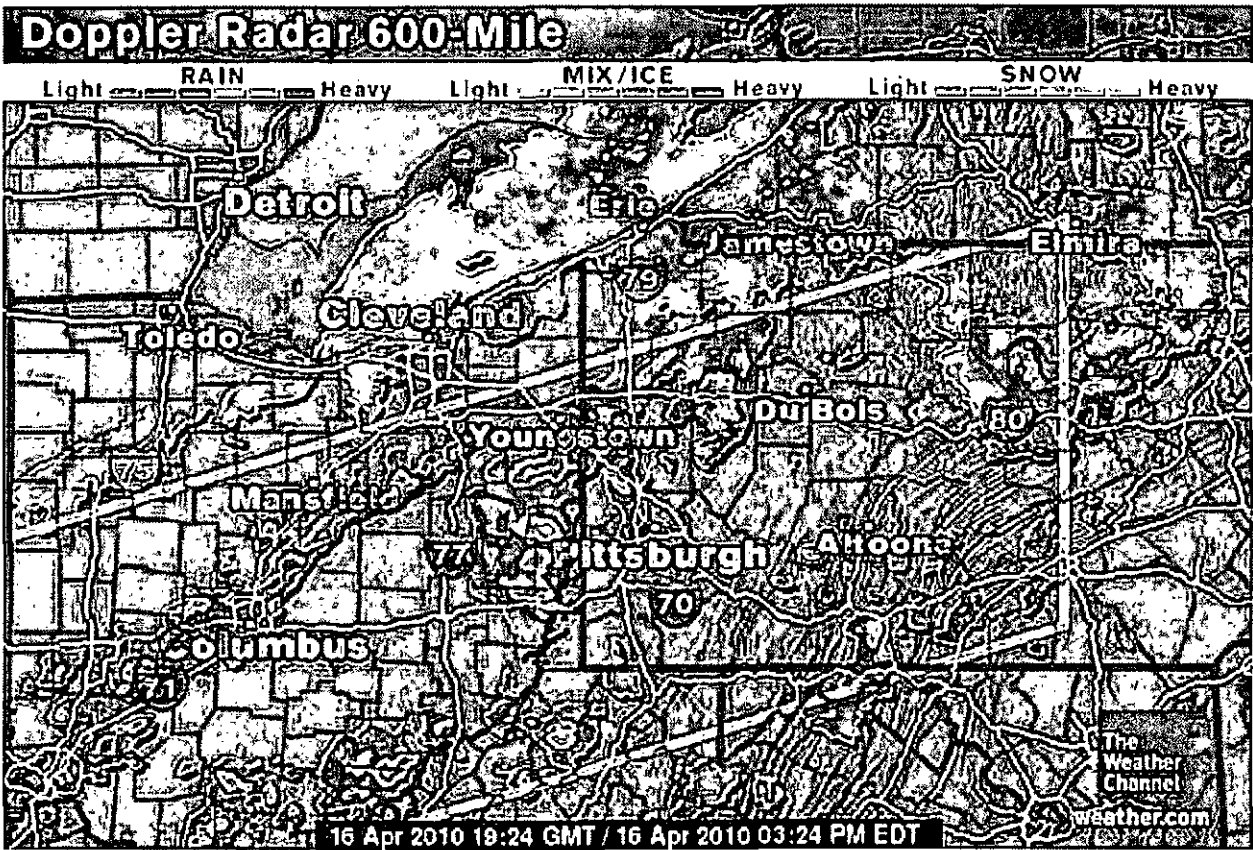 Doppler Radar 600-Mile
RAIN
Light Heavy
MIX/ICE
Light Heavy
SNOW
Light Heavy
Detroit
Erie
Jamestown
Elmira
79
Cleveland
Toledo
Du Bois
80
Youngstown
75
Mansfield
77
Pittsburgh
Altoona
70
Columbus
71
The
Weather
Channel
weather.com
16 Apr 2010 19:24 GMT / 16 Apr 2010 03:24 PM EDT